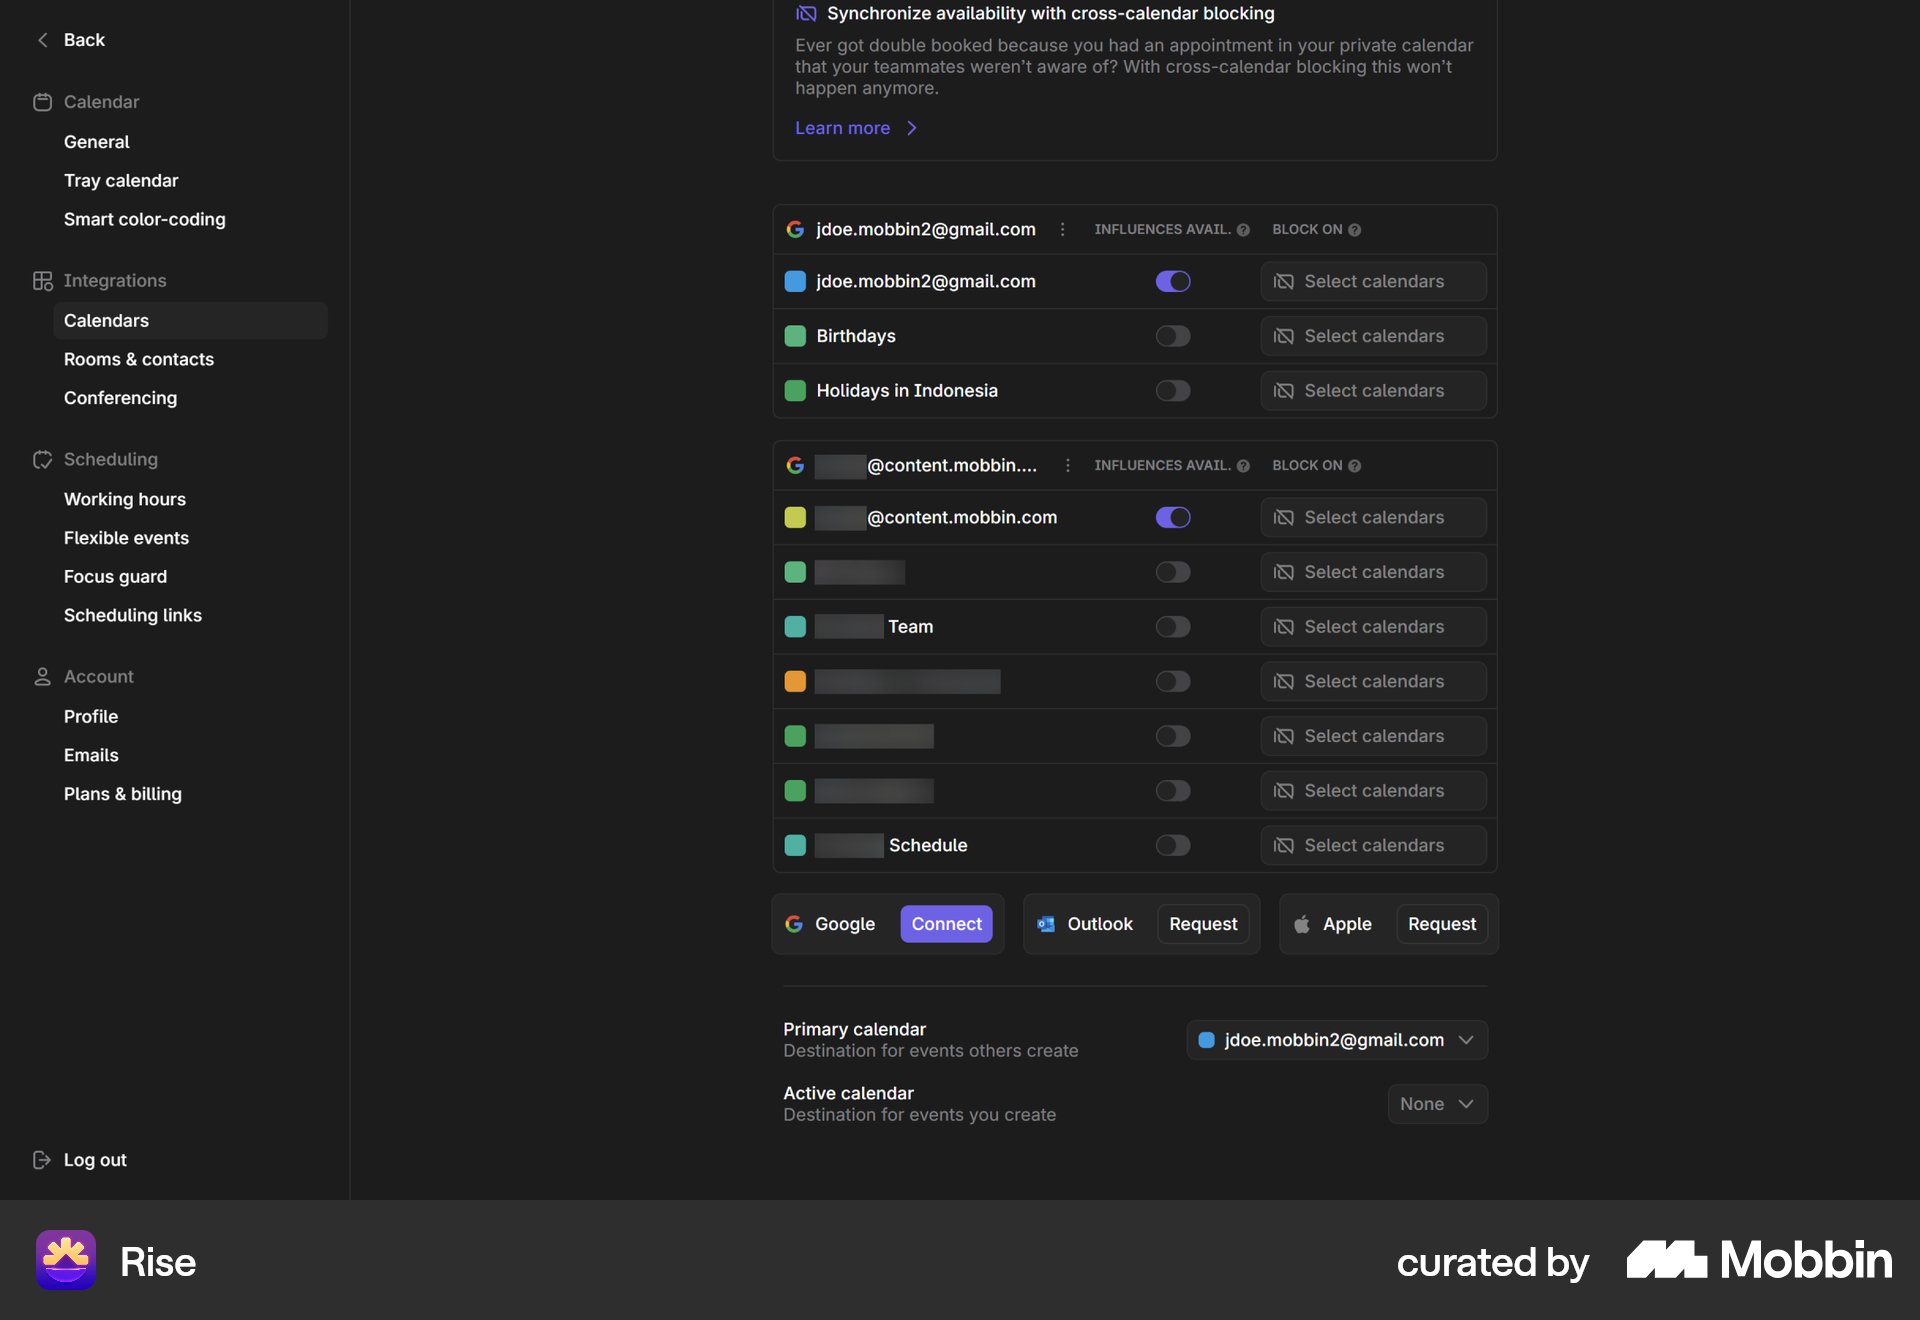 Back
Calendar
General
Tray calendar
Smart color-coding
Integrations
Calendars
Rooms & contacts
Conferencing
Scheduling
Working hours
Flexible events
Focus guard
Scheduling links
Account
Profile
Emails
Plans & billing
Log out
Synchronize availability with cross-calendar blocking
Ever got double booked because you had an appointment in your private calendar
that your teammates weren't aware of? With cross-calendar blocking this won't
happen anymore.
Learn more
jdoe.mobbin2@gmail.com INFLUENCES AVAIL. ? BLOCK ON ?
jdoe.mobbin2@gmail.com Select calendars
Birthdays Select calendars
Holidays in Indonesia Select calendars
@content.mobbin.... INFLUENCES AVAIL. ? BLOCK ON ?
@content.mobbin.com Select calendars
Select calendars
Team Select calendars
Select calendars
Select calendars
Select calendars
Schedule Select calendars
Google Connect Outlook Request Apple Request
Primary calendar
Destination for events others create
jdoe.mobbin2@gmail.com
Active calendar
Destination for events you create
None
Rise
curated by Mobbin